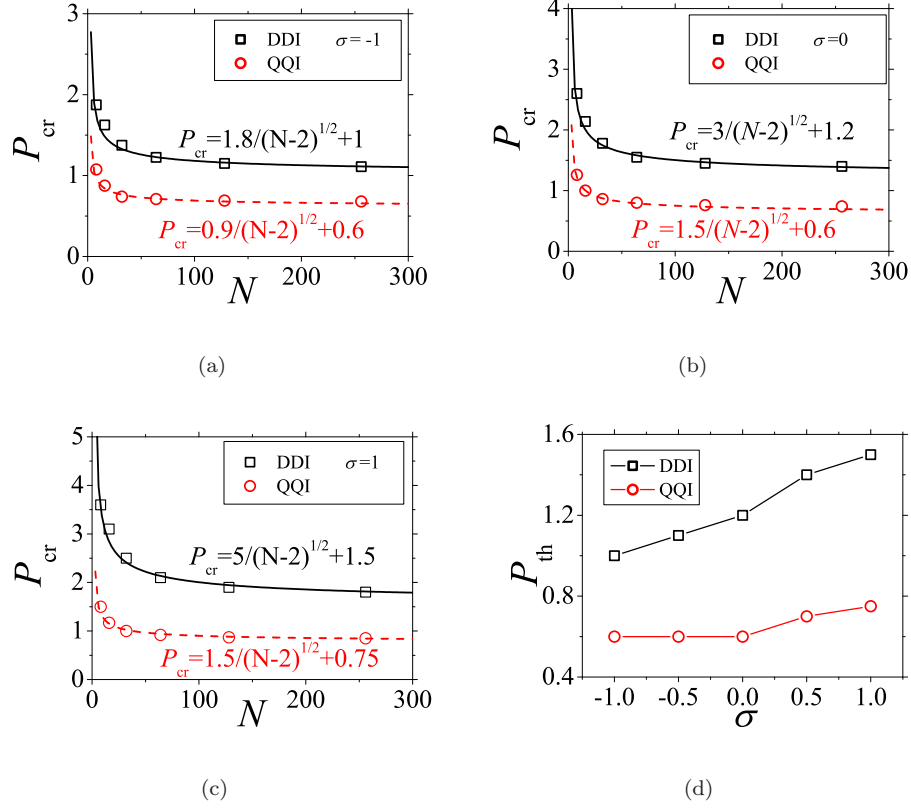 3
2
1
0
0 100 200 300
P_cr
N
DDI σ= -1
QQI
P_cr=1.8/(N-2)^1/2+1
P_cr=0.9/(N-2)^1/2+0.6
(a)
4
3
2
1
0
0 100 200 300
P_cr
N
DDI σ=0
QQI
P_cr=3/(N-2)^1/2+1.2
P_cr=1.5/(N-2)^1/2+0.6
(b)
5
4
3
2
1
0
0 100 200 300
P_cr
N
DDI σ=1
QQI
P_cr=5/(N-2)^1/2+1.5
P_cr=1.5/(N-2)^1/2+0.75
(c)
1.6
1.2
0.8
0.4
-1.0 -0.5 0.0 0.5 1.0
P_th
σ
DDI
QQI
(d)